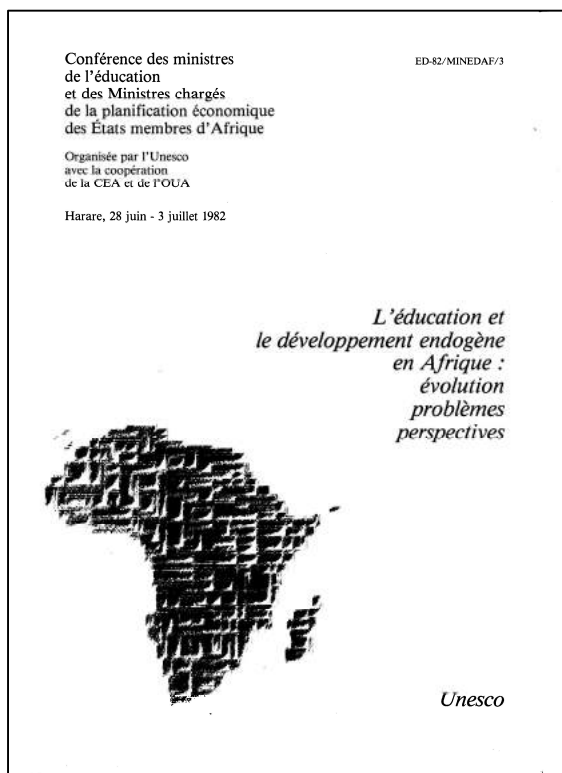 Conférence des ministres
de l'éducation
et des Ministres chargés
de la planification économique
des États membres d'Afrique
ED-82/MINEDAF/3
Organisée par l'Unesco
avec la coopération
de la CEA et de l'OUA
Harare, 28 juin - 3 juillet 1982
L'éducation et
le développement endogène
en Afrique :
évolution
problèmes
perspectives
Unesco